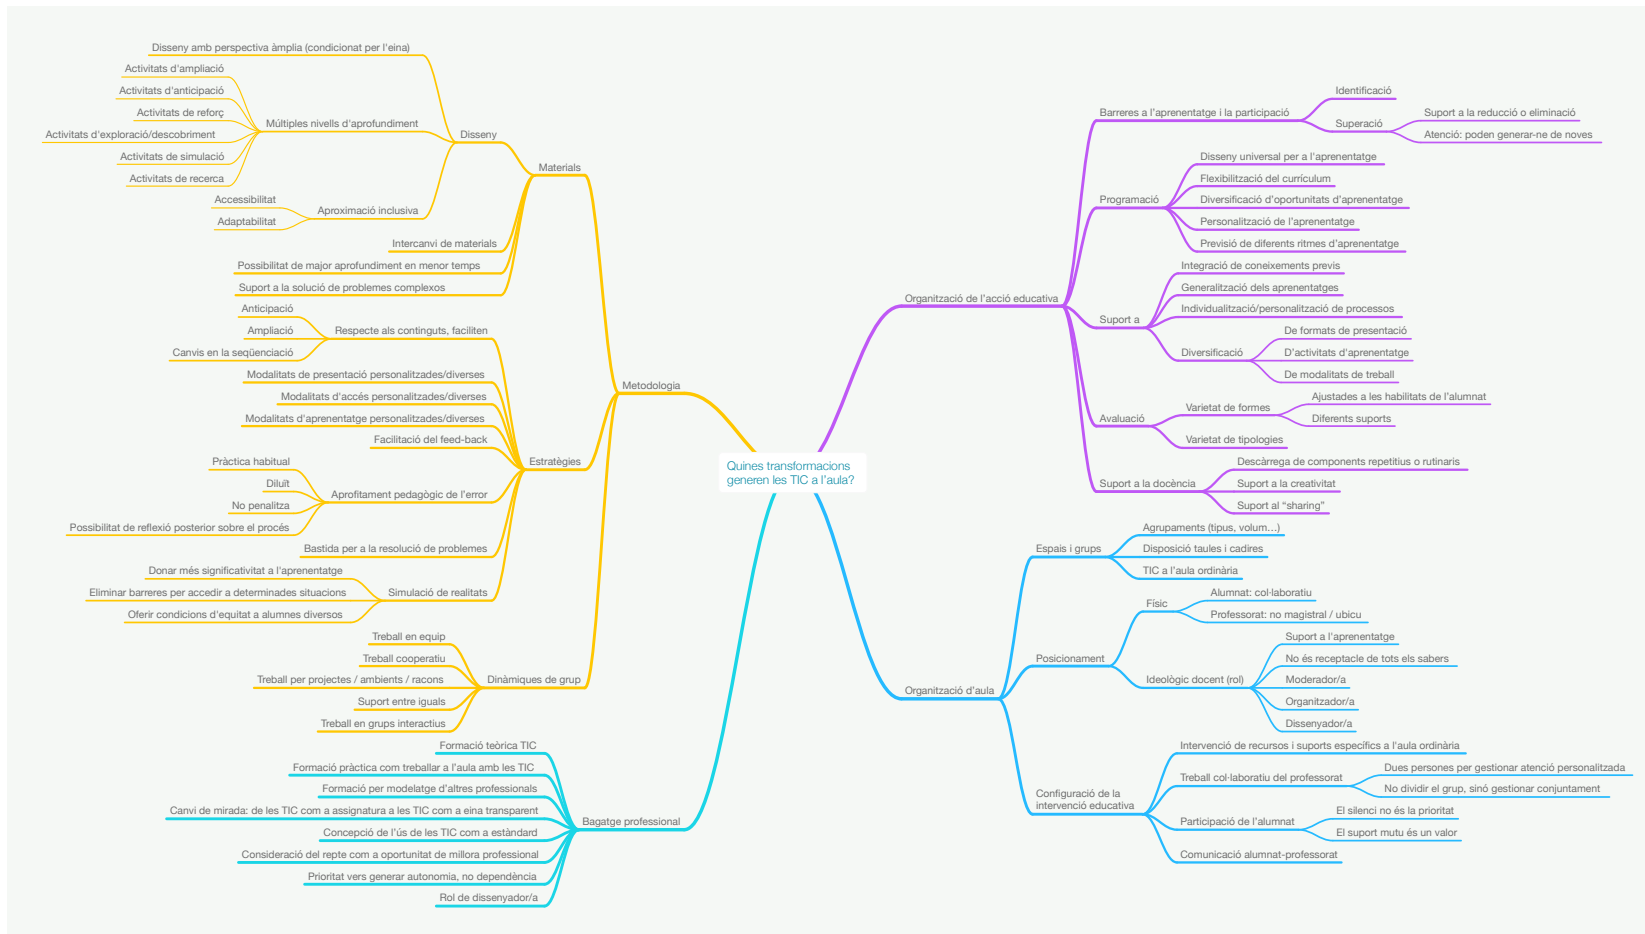 Quines transformacions
generen les TIC a l'aula?
Metodologia
Materials
Disseny
Disseny amb perspectiva àmplia (condicionat per l'eina)
Múltiples nivells d'aprofundiment
Activitats d'ampliació
Activitats d'anticipació
Activitats de reforç
Activitats d'exploració/descobriment
Activitats de simulació
Activitats de recerca
Aproximació inclusiva
Accessibilitat
Adaptabilitat
Intercanvi de materials
Possibilitat de major aprofundiment en menor temps
Suport a la solució de problemes complexos
Estratègies
Respecte als continguts, faciliten
Anticipació
Ampliació
Canvis en la seqüenciació
Modalitats de presentació personalitzades/diverses
Modalitats d'accés personalitzades/diverses
Modalitats d'aprenentatge personalitzades/diverses
Facilitació del feed-back
Aprofitament pedagògic de l'error
Pràctica habitual
Diluït
No penalitza
Possibilitat de reflexió posterior sobre el procés
Bastida per a la resolució de problemes
Simulació de realitats
Donar més significativitat a l'aprenentatge
Eliminar barreres per accedir a determinades situacions
Oferir condicions d'equitat a alumnes diversos
Dinàmiques de grup
Treball en equip
Treball cooperatiu
Treball per projectes / ambients / racons
Suport entre iguals
Treball en grups interactius
Bagatge professional
Formació teòrica TIC
Formació pràctica com treballar a l'aula amb les TIC
Formació per modelatge d'altres professionals
Canvi de mirada: de les TIC com a assignatura a les TIC com a eina transparent
Concepció de l'ús de les TIC com a estàndard
Consideració del repte com a oportunitat de millora professional
Prioritat vers generar autonomia, no dependència
Rol de dissenyador/a
Organització de l'acció educativa
Barreres a l'aprenentatge i la participació
Identificació
Superació
Suport a la reducció o eliminació
Atenció: poden generar-ne de noves
Programació
Disseny universal per a l'aprenentatge
Flexibilització del currículum
Diversificació d'oportunitats d'aprenentatge
Personalització de l'aprenentatge
Previsió de diferents ritmes d'aprenentatge
Suport a
Integració de coneixements previs
Generalització dels aprenentatges
Individualització/personalització de processos
Diversificació
De formats de presentació
D'activitats d'aprenentatge
De modalitats de treball
Avaluació
Varietat de formes
Ajustades a les habilitats de l'alumnat
Diferents suports
Varietat de tipologies
Suport a la docència
Descàrrega de components repetitius o rutinaris
Suport a la creativitat
Suport al “sharing”
Organització d'aula
Espais i grups
Agrupaments (tipus, volum…)
Disposició taules i cadires
TIC a l'aula ordinària
Posicionament
Físic
Alumnat: col·laboratiu
Professorat: no magistral / ubicu
Ideològic docent (rol)
Suport a l'aprenentatge
No és receptacle de tots els sabers
Moderador/a
Organitzador/a
Dissenyador/a
Configuració de la
intervenció educativa
Intervenció de recursos i suports específics a l'aula ordinària
Treball col·laboratiu del professorat
Dues persones per gestionar atenció personalitzada
No dividir el grup, sinó gestionar conjuntament
Participació de l'alumnat
El silenci no és la prioritat
El suport mutu és un valor
Comunicació alumnat-professorat